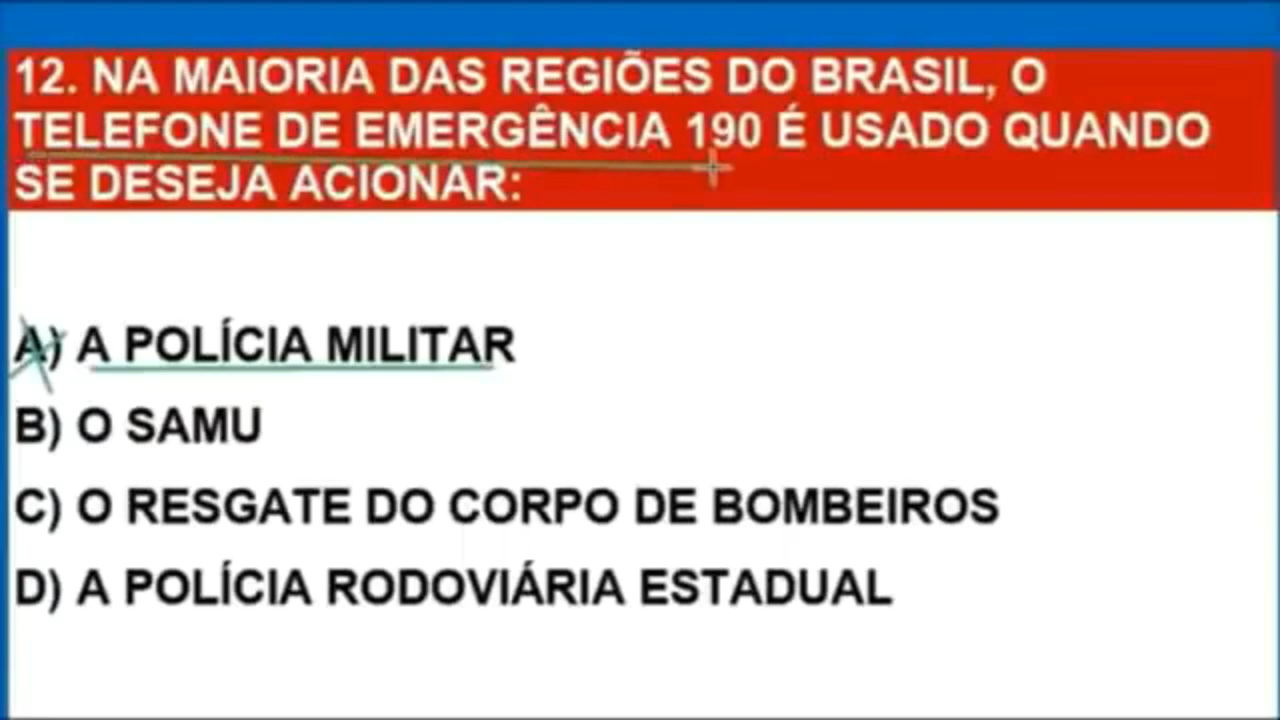 12. NA MAIORIA DAS REGIÕES DO BRASIL, O
TELEFONE DE EMERGÊNCIA 190 É USADO QUANDO
SE DESEJA ACIONAR:
A) A POLÍCIA MILITAR
B) O SAMU
C) O RESGATE DO CORPO DE BOMBEIROS
D) A POLÍCIA RODOVIÁRIA ESTADUAL